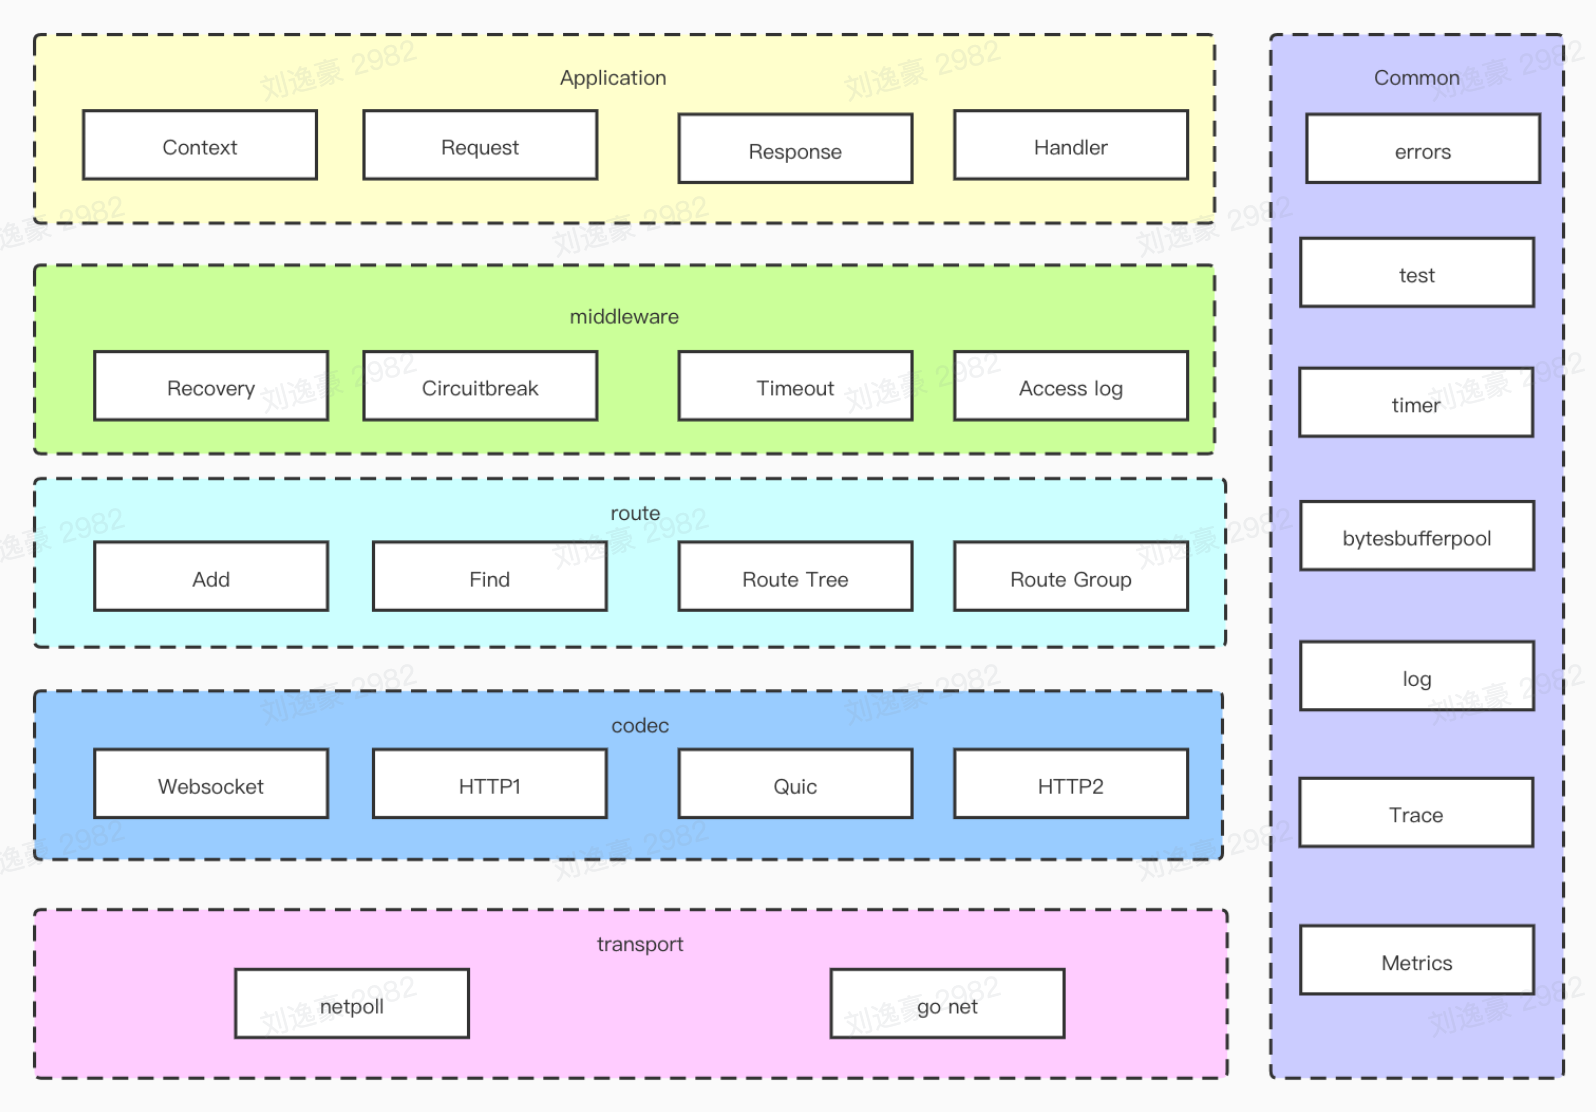 Application
Context
Request
Response
Handler
middleware
Recovery
Circuitbreak
Timeout
Access log
route
Add
Find
Route Tree
Route Group
codec
Websocket
HTTP1
Quic
HTTP2
transport
netpoll
go net
Common
errors
test
timer
bytesbufferpool
log
Trace
Metrics
刘逸豪 2982